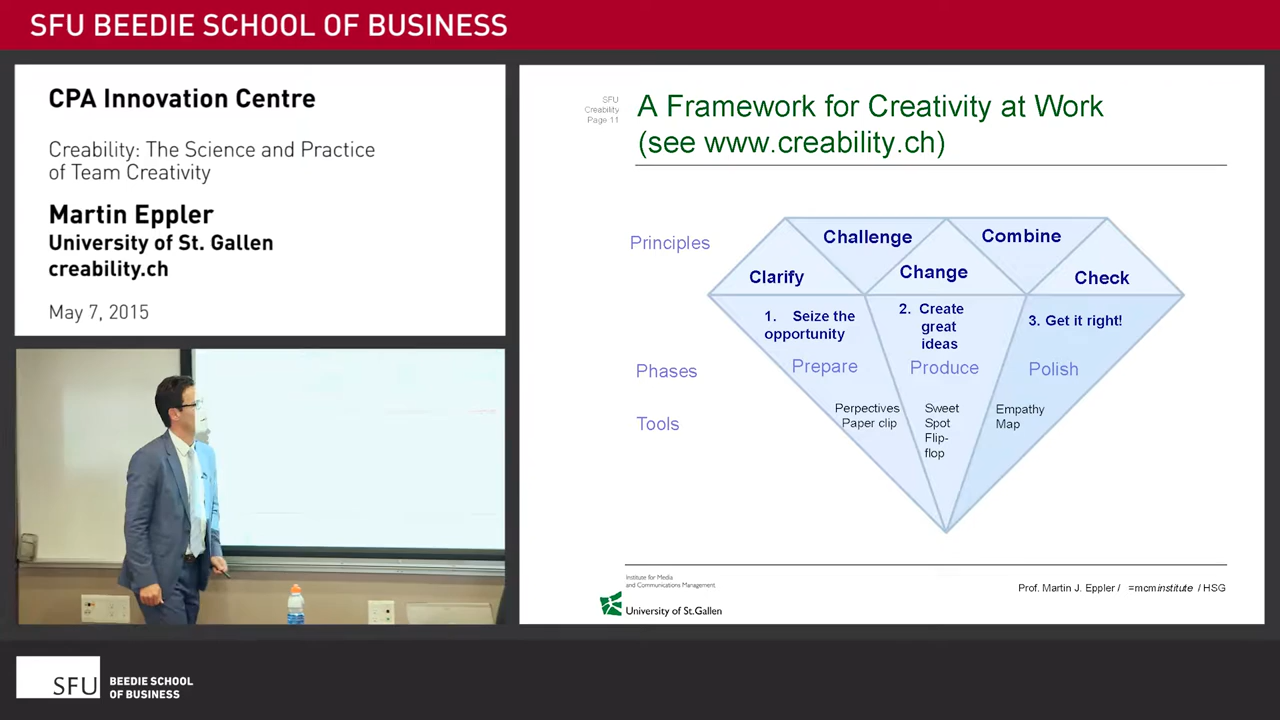 SFU BEEDIE SCHOOL OF BUSINESS
CPA Innovation Centre
Creability: The Science and Practice
of Team Creativity
Martin Eppler
University of St. Gallen
creability.ch
May 7, 2015
SFU
Creability
Page 11
A Framework for Creativity at Work
(see www.creability.ch)
Principles
Challenge
Combine
Clarify
Change
Check
1. Seize the
opportunity
2. Create
great
ideas
3. Get it right!
Phases
Prepare
Produce
Polish
Tools
Perpectives
Paper clip
Sweet
Spot
Flip-
flop
Empathy
Map
Institute for Media
and Communications Management
University of St.Gallen
Prof. Martin J. Eppler / =mcminstitute / HSG
SFU
BEEDIE SCHOOL
OF BUSINESS